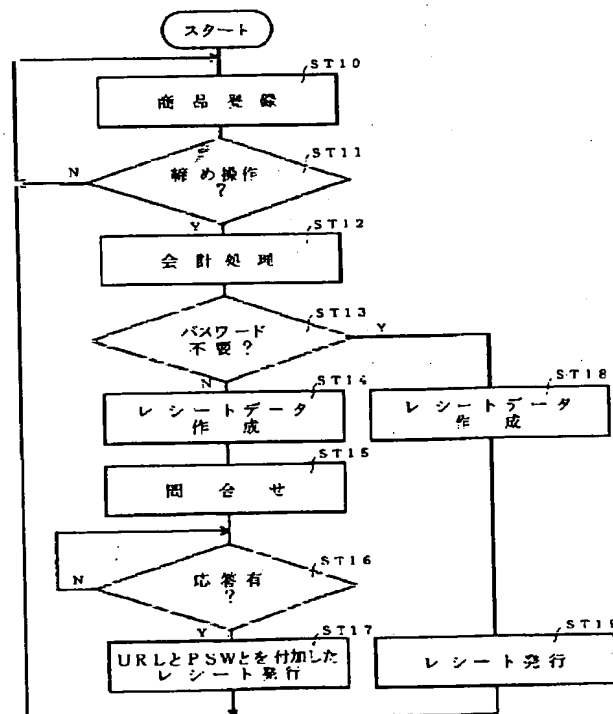 スタート
ST10
商品登録
ST11
締め操作
?
N
Y
ST12
会計処理
ST13
パスワード
不要?
Y
N
ST14
レシートデータ
作成
ST18
レシートデータ
作成
ST15
問合せ
ST16
応答有
?
N
Y
ST17
URLとPSWとを付加した
レシート発行
ST19
レシート発行